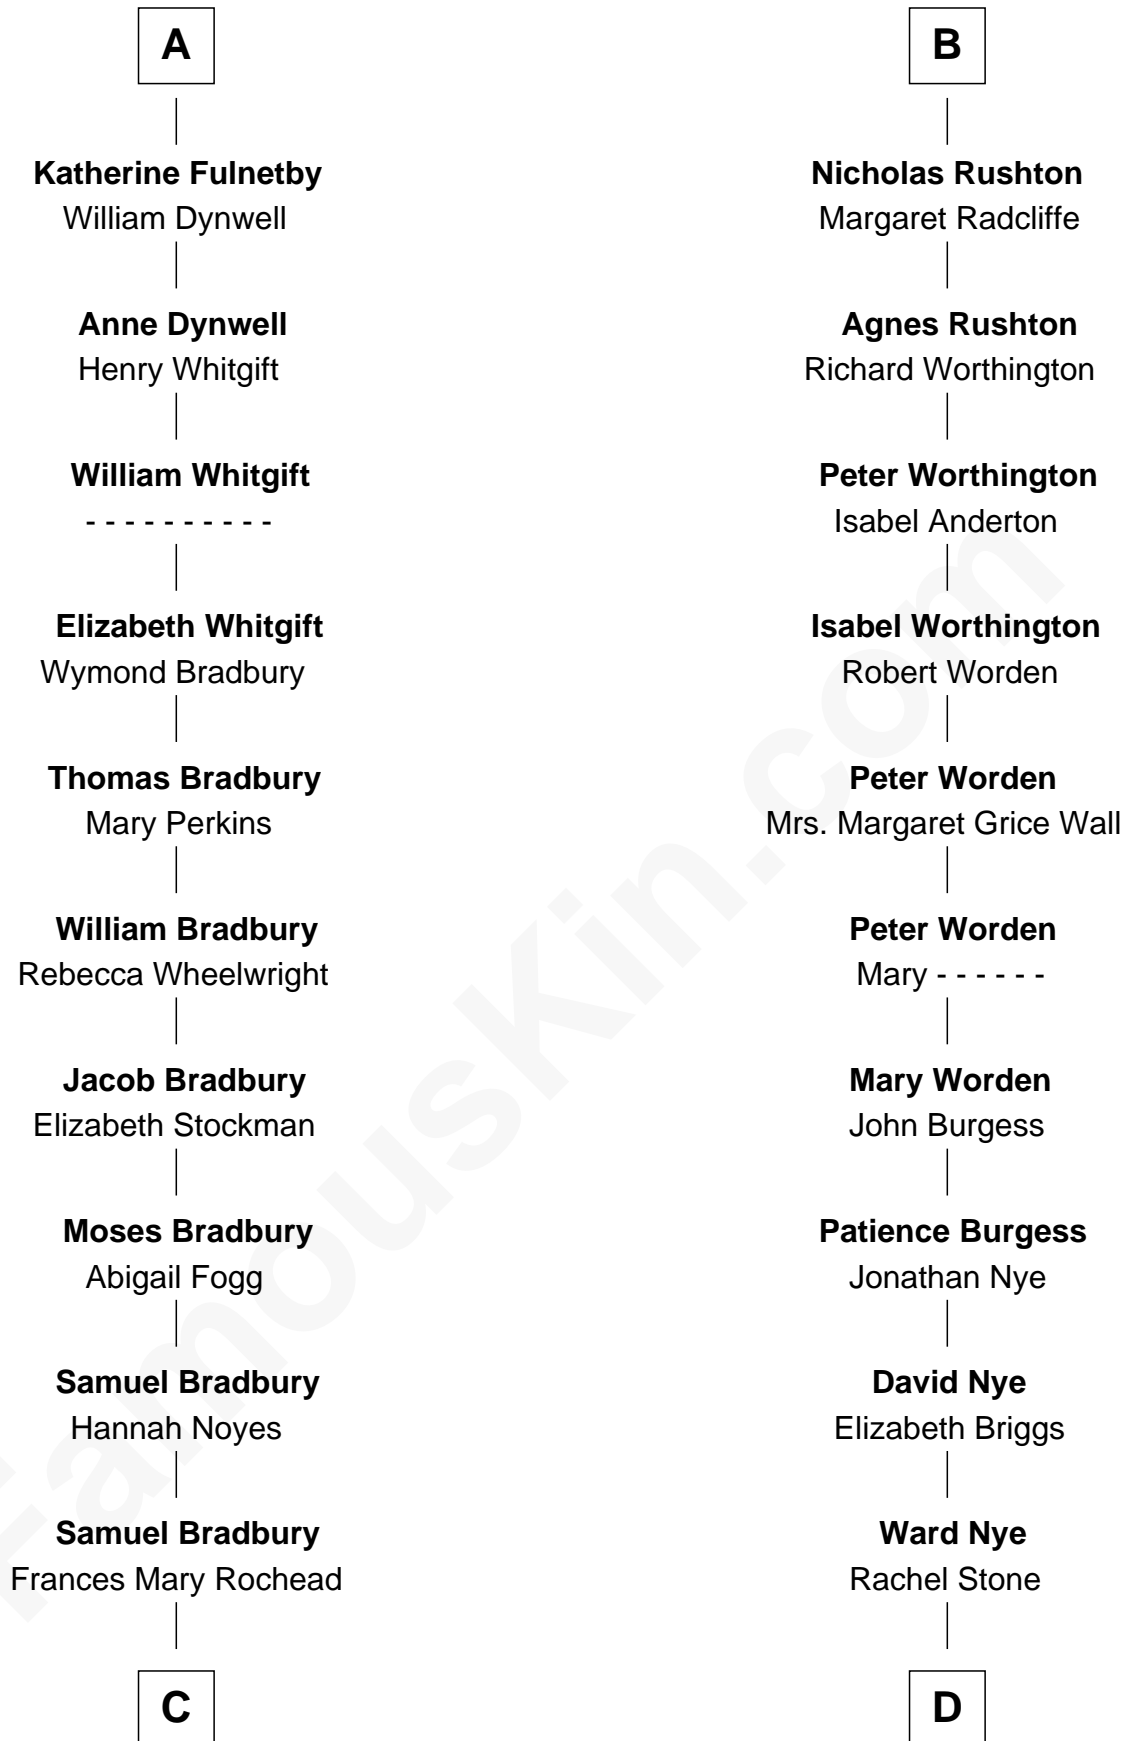 A
Katherine Fulnetby
William Dynwell
Anne Dynwell
Henry Whitgift
William Whitgift
- - - - - - - - - -
Elizabeth Whitgift
Wymond Bradbury
Thomas Bradbury
Mary Perkins
William Bradbury
Rebecca Wheelwright
Jacob Bradbury
Elizabeth Stockman
Moses Bradbury
Abigail Fogg
Samuel Bradbury
Hannah Noyes
Samuel Bradbury
Frances Mary Rochead
C
B
Nicholas Rushton
Margaret Radcliffe
Agnes Rushton
Richard Worthington
Peter Worthington
Isabel Anderton
Isabel Worthington
Robert Worden
Peter Worden
Mrs. Margaret Grice Wall
Peter Worden
Mary - - - - - -
Mary Worden
John Burgess
Patience Burgess
Jonathan Nye
David Nye
Elizabeth Briggs
Ward Nye
Rachel Stone
D
FamousKin.com